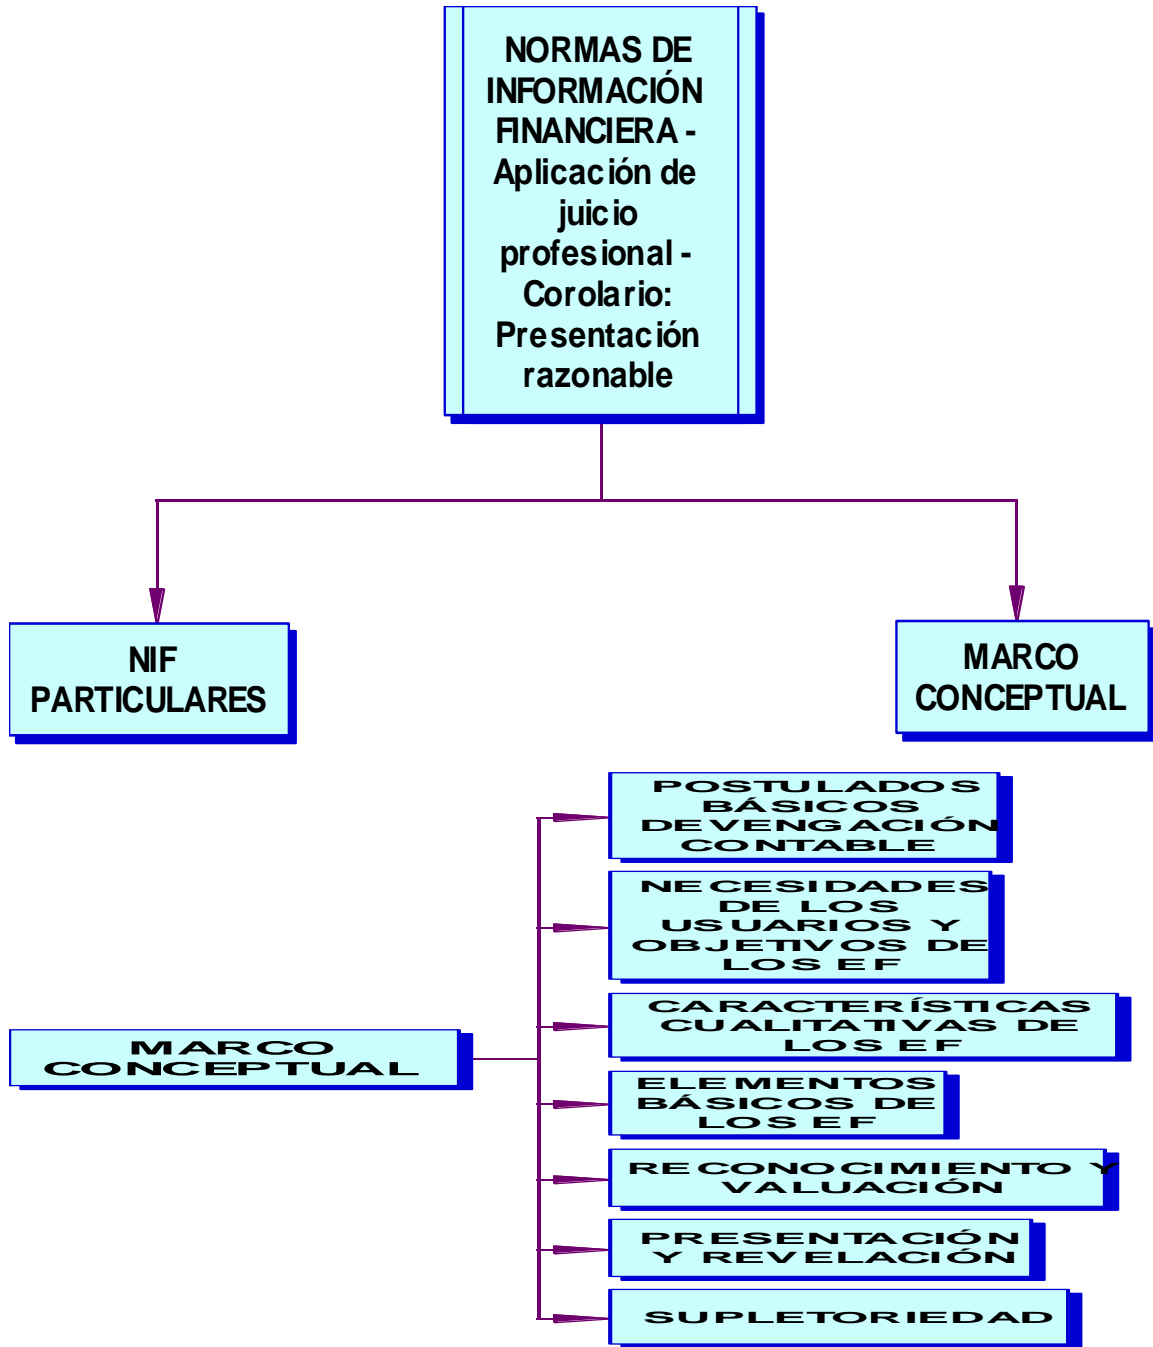 NORMAS DE
INFORMACIÓN
FINANCIERA -
Aplicación de
juicio
profesional -
Corolario:
Presentación
razonable
NIF
PARTICULARES
MARCO
CONCEPTUAL
MARCO
CONCEPTUAL
POSTULADOS
BÁSICOS
DEVENGACIÓN
CONTABLE
NECESIDADES
DE LOS
USUARIOS Y
OBJETIVOS DE
LOS EF
CARACTERÍSTICAS
CUALITATIVAS DE
LOS EF
ELEMENTOS
BÁSICOS DE
LOS EF
RECONOCIMIENTO Y
VALUACIÓN
PRESENTACIÓN
Y REVELACIÓN
SUPLETORIEDAD